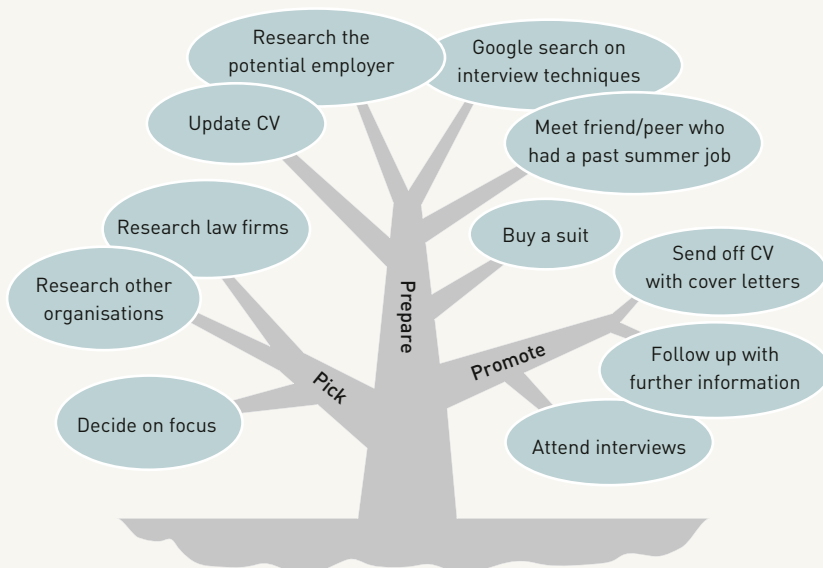 Research the
potential employer
Google search on
interview techniques
Update CV
Meet friend/peer who
had a past summer job
Research law firms
Buy a suit
Send off CV
with cover letters
Research other
organisations
Prepare
Promote
Pick
Follow up with
further information
Decide on focus
Attend interviews